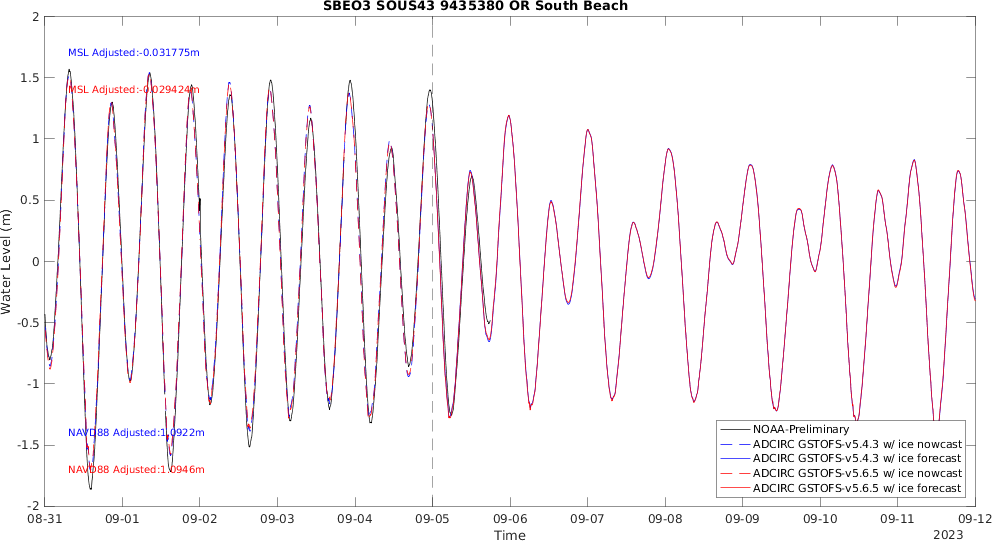 SBEO3 SOUS43 9435380 OR South Beach
2
1.5
1
0.5
0
-0.5
-1
-1.5
-2
Water Level (m)
MSL Adjusted:-0.031775m
MSL Adjusted:-0.029424m
NAVD88 Adjusted:1.0922m
NAVD88 Adjusted:1.0946m
NOAA-Preliminary
ADCIRC GSTOFS-v5.4.3 w/ ice nowcast
ADCIRC GSTOFS-v5.4.3 w/ ice forecast
ADCIRC GSTOFS-v5.6.5 w/ ice nowcast
ADCIRC GSTOFS-v5.6.5 w/ ice forecast
08-31 09-01 09-02 09-03 09-04 09-05 09-06 09-07 09-08 09-09 09-10 09-11 09-12
Time
2023